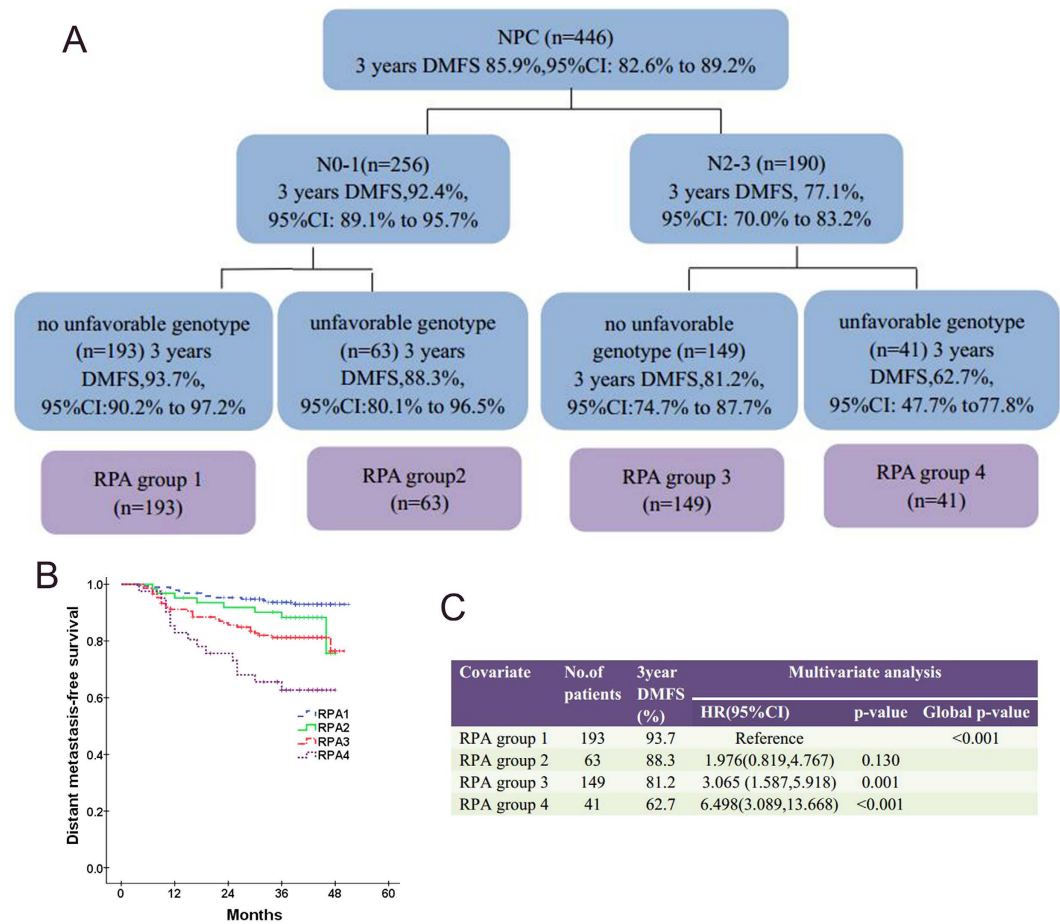 A
NPC (n=446)
3 years DMFS 85.9%,95%CI: 82.6% to 89.2%
N0-1(n=256)
3 years DMFS,92.4%,
95%CI: 89.1% to 95.7%
N2-3 (n=190)
3 years DMFS, 77.1%,
95%CI: 70.0% to 83.2%
no unfavorable genotype
(n=193) 3 years
DMFS,93.7%,
95%CI:90.2% to 97.2%
unfavorable genotype
(n=63) 3 years
DMFS,88.3%,
95%CI:80.1% to 96.5%
no unfavorable
genotype (n=149)
3 years DMFS,81.2%,
95%CI:74.7% to 87.7%
unfavorable genotype
(n=41) 3 years
DMFS,62.7%,
95%CI: 47.7% to77.8%
RPA group 1
(n=193)
RPA group2
(n=63)
RPA group 3
(n=149)
RPA group 4
(n=41)
B
Distant metastasis-free survival
1.0
0.8
0.6
0.4
0.2
0.0
RPA1
RPA2
RPA3
RPA4
0 12 24 36 48 60
Months
C
Covariate No.of patients 3year DMFS (%) Multivariate analysis
HR(95%CI) p-value Global p-value
RPA group 1 193 93.7 Reference <0.001
RPA group 2 63 88.3 1.976(0.819,4.767) 0.130
RPA group 3 149 81.2 3.065 (1.587,5.918) 0.001
RPA group 4 41 62.7 6.498(3.089,13.668) <0.001